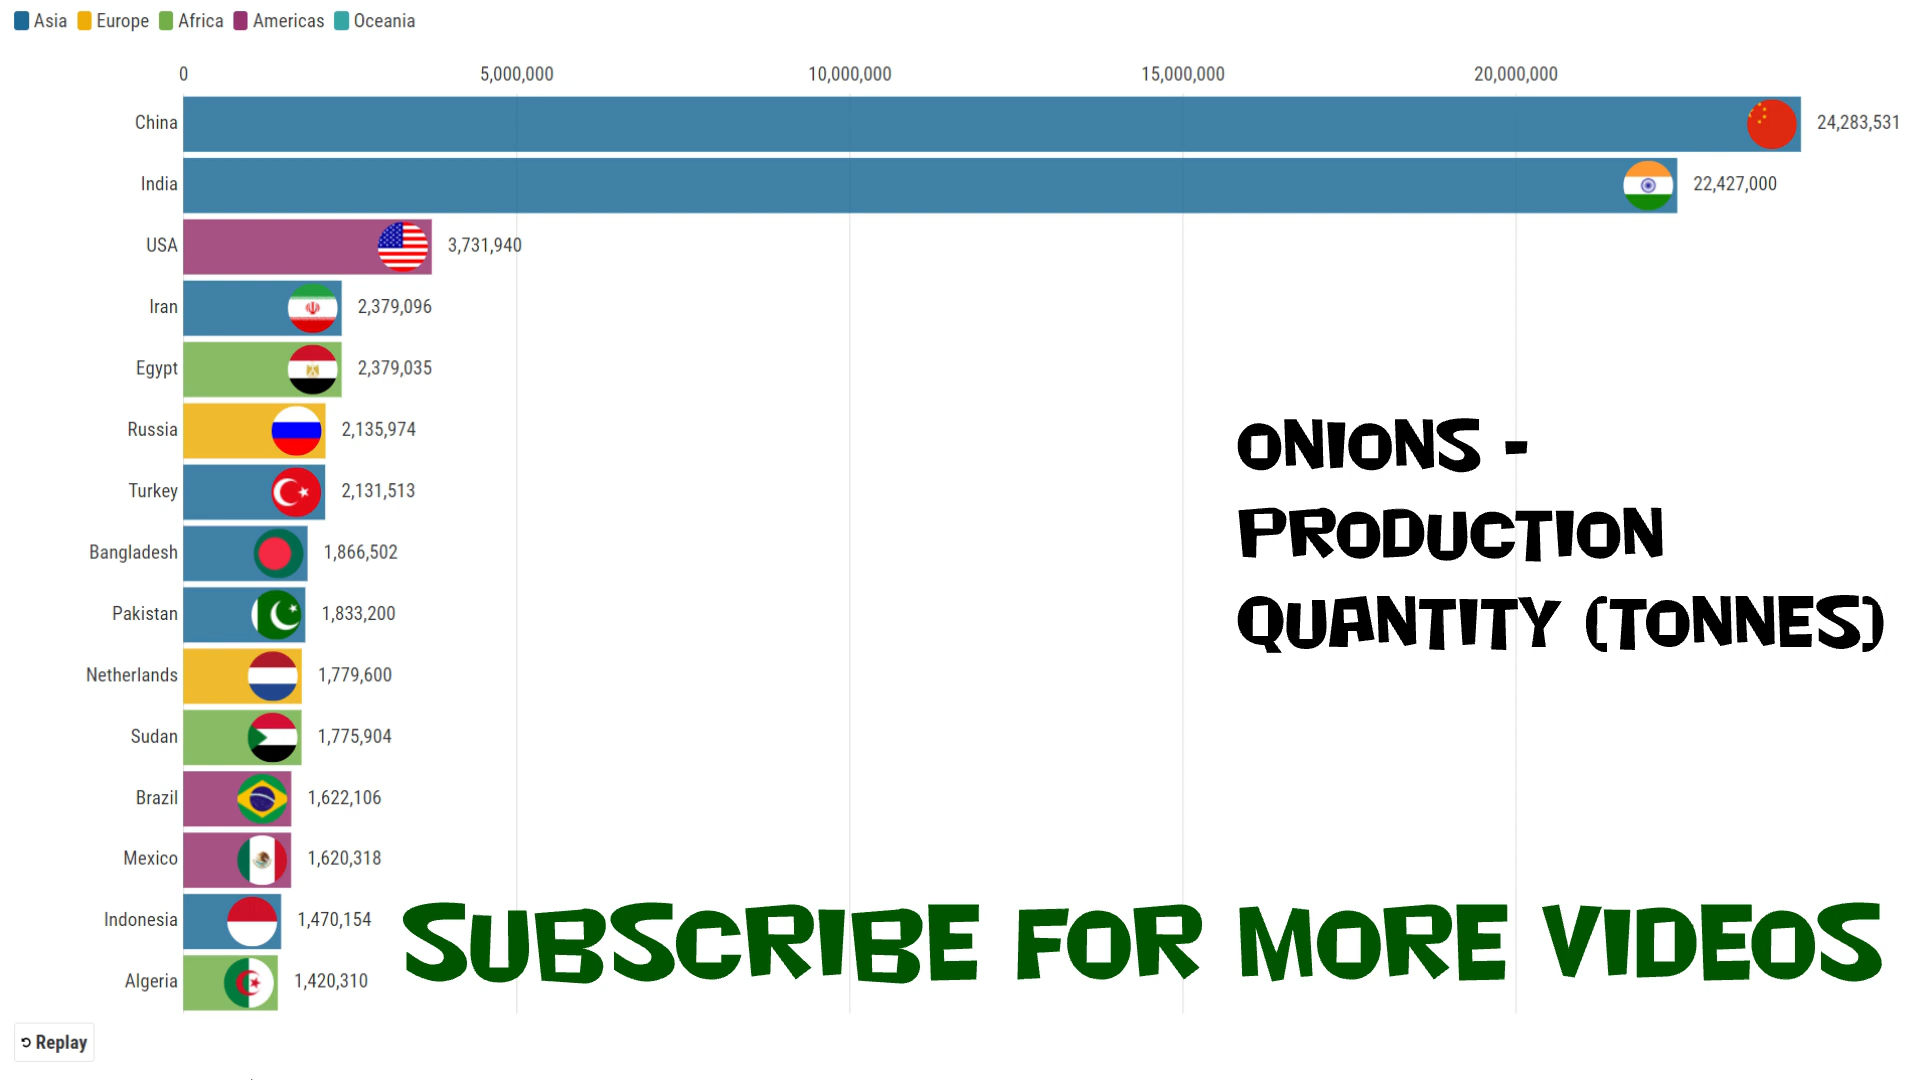 Asia Europe Africa Americas Oceania
0 5,000,000 10,000,000 15,000,000 20,000,000
China 24,283,531
India 22,427,000
USA 3,731,940
Iran 2,379,096
Egypt 2,379,035
Russia 2,135,974
Turkey 2,131,513
Bangladesh 1,866,502
Pakistan 1,833,200
Netherlands 1,779,600
Sudan 1,775,904
Brazil 1,622,106
Mexico 1,620,318
Indonesia 1,470,154
Algeria 1,420,310
ONIONS -
PRODUCTION
QUANTITY (TONNES)
SUBSCRIBE FOR MORE VIDEOS
Replay